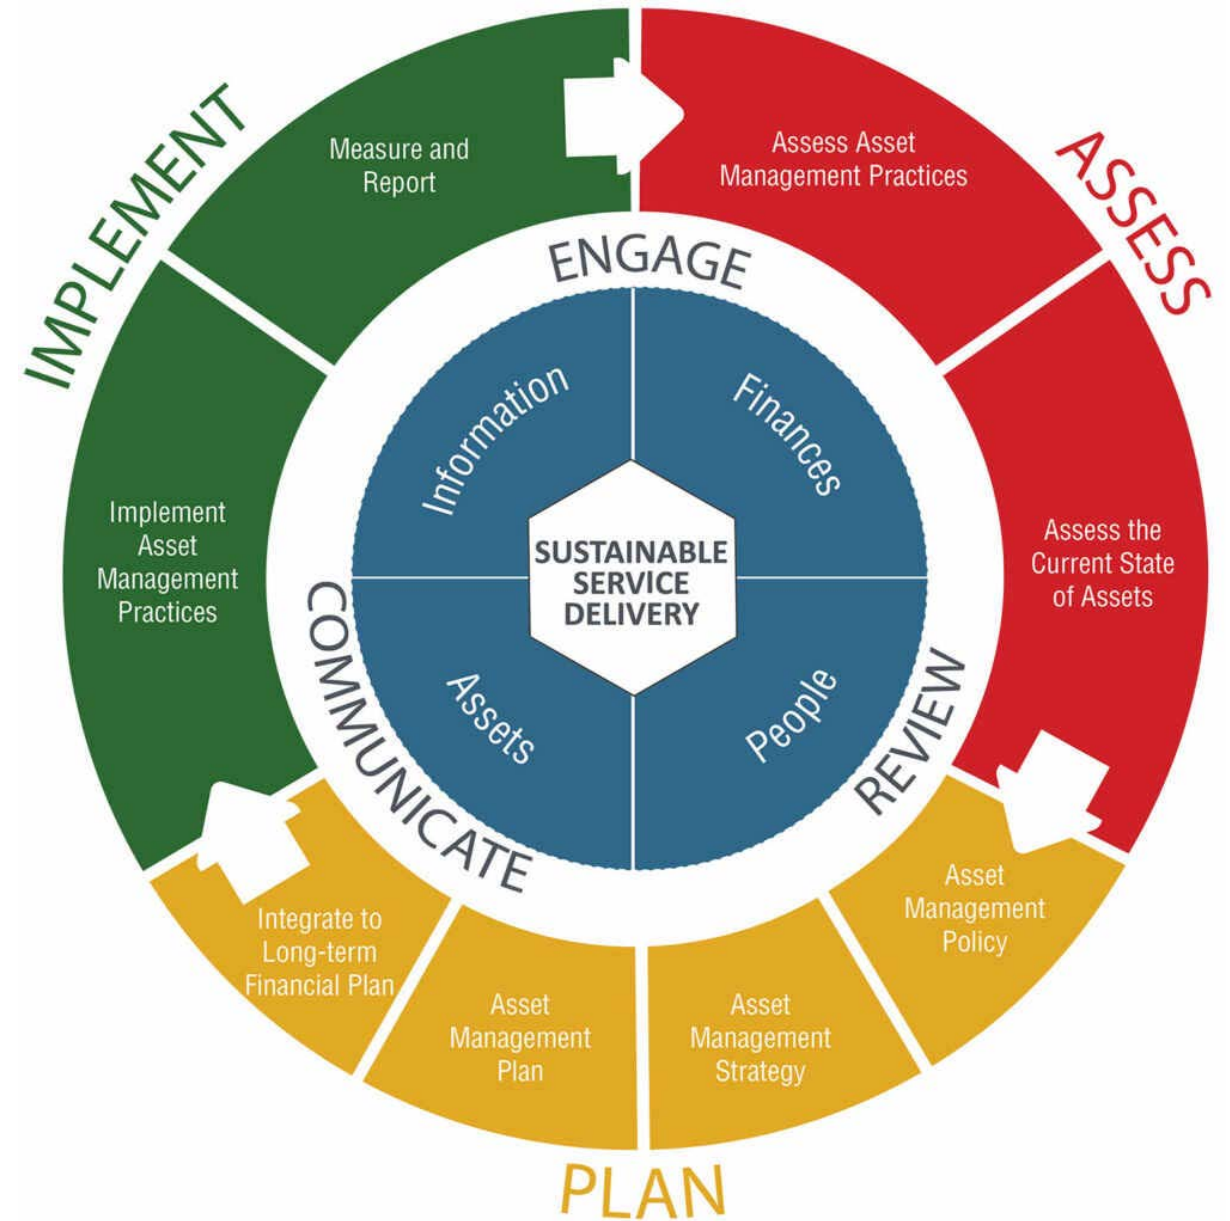 IMPLEMENT
Measure and
Report
Assess Asset
Management Practices
ASSESS
ENGAGE
Information
Finances
Implement
Asset
Management
Practices
SUSTAINABLE
SERVICE
DELIVERY
Assess the
Current State
of Assets
COMMUNICATE
Assets
People
REVIEW
Integrate to
Long-term
Financial Plan
Asset
Management
Plan
Asset
Management
Strategy
Asset
Management
Policy
PLAN